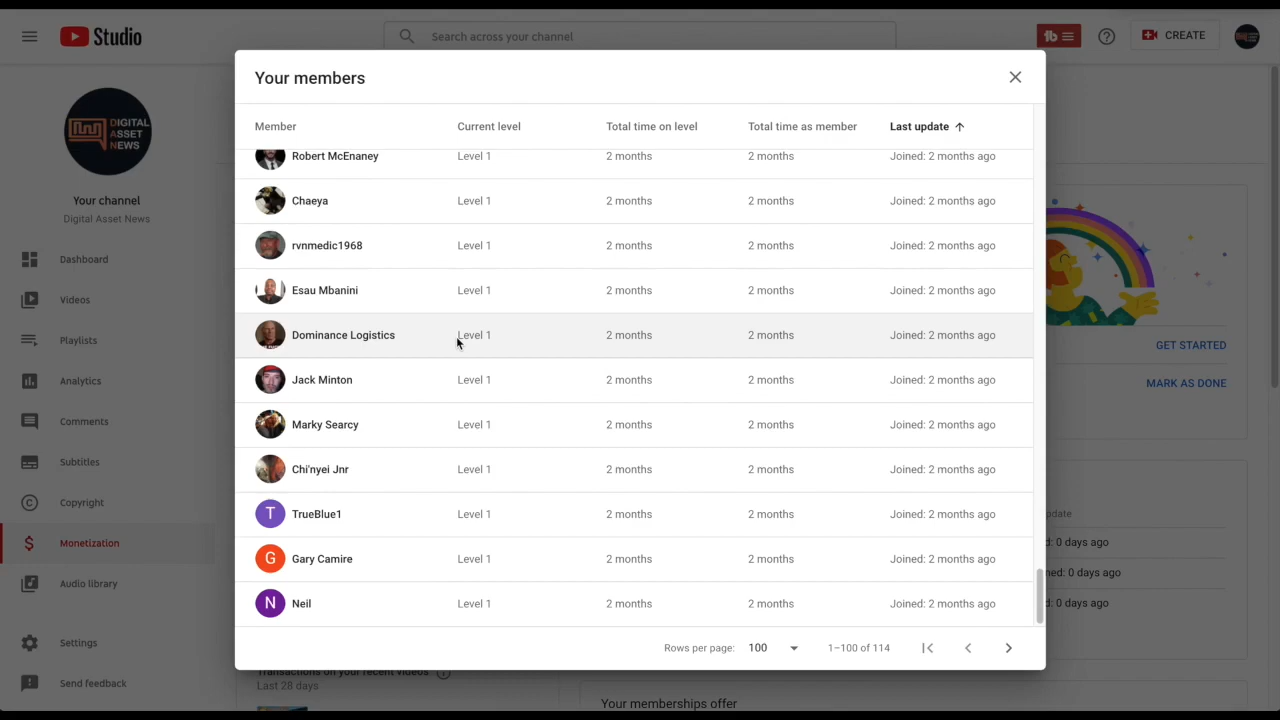 Studio
Search across your channel
CREATE
Your members
DIGITAL
ASSET
NEWS
Your channel
Digital Asset News
Dashboard
Videos
Playlists
Analytics
Comments
Subtitles
Copyright
Monetization
Audio library
Settings
Send feedback
Member Current level Total time on level Total time as member Last update
Robert McEnaney Level 1 2 months 2 months Joined: 2 months ago
Chaeya Level 1 2 months 2 months Joined: 2 months ago
rvnmedic1968 Level 1 2 months 2 months Joined: 2 months ago
Esau Mbanini Level 1 2 months 2 months Joined: 2 months ago
Dominance Logistics Level 1 2 months 2 months Joined: 2 months ago
Jack Minton Level 1 2 months 2 months Joined: 2 months ago
Marky Searcy Level 1 2 months 2 months Joined: 2 months ago
Chi'nyei Jnr Level 1 2 months 2 months Joined: 2 months ago
T TrueBlue1 Level 1 2 months 2 months Joined: 2 months ago
G Gary Camire Level 1 2 months 2 months Joined: 2 months ago
N Neil Level 1 2 months 2 months Joined: 2 months ago
Rows per page: 100 1–100 of 114
GET STARTED
MARK AS DONE
0 days ago
0 days ago
0 days ago
Transactions on your recent videos
Last 28 days
Your memberships offer